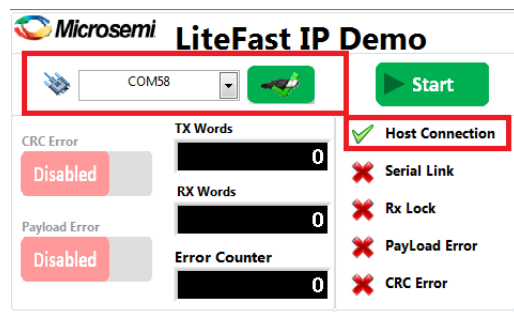 Microsemi
LiteFast IP Demo
COM58
Start
CRC Error
Disabled
Payload Error
Disabled
TX Words
0
RX Words
0
Error Counter
0
Host Connection
Serial Link
Rx Lock
PayLoad Error
CRC Error